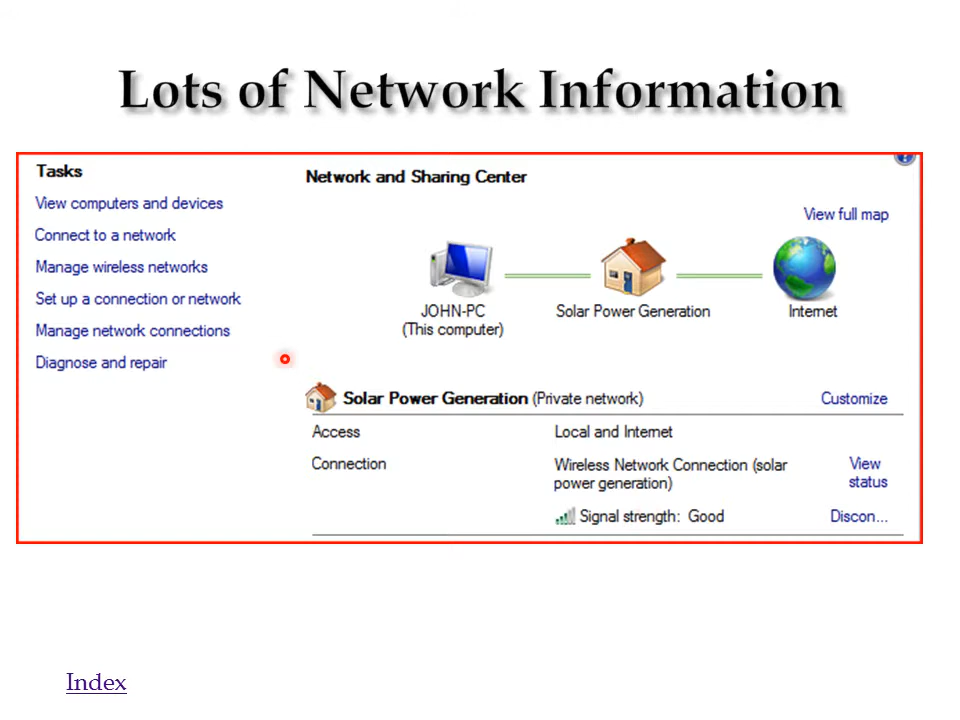 Lots of Network Information
Tasks
View computers and devices
Connect to a network
Manage wireless networks
Set up a connection or network
Manage network connections
Diagnose and repair
Network and Sharing Center
View full map
JOHN-PC
(This computer)
Solar Power Generation
Internet
Solar Power Generation (Private network)
Customize
Access
Local and Internet
Connection
Wireless Network Connection (solar
power generation)
View
status
Signal strength: Good
Discon...
Index